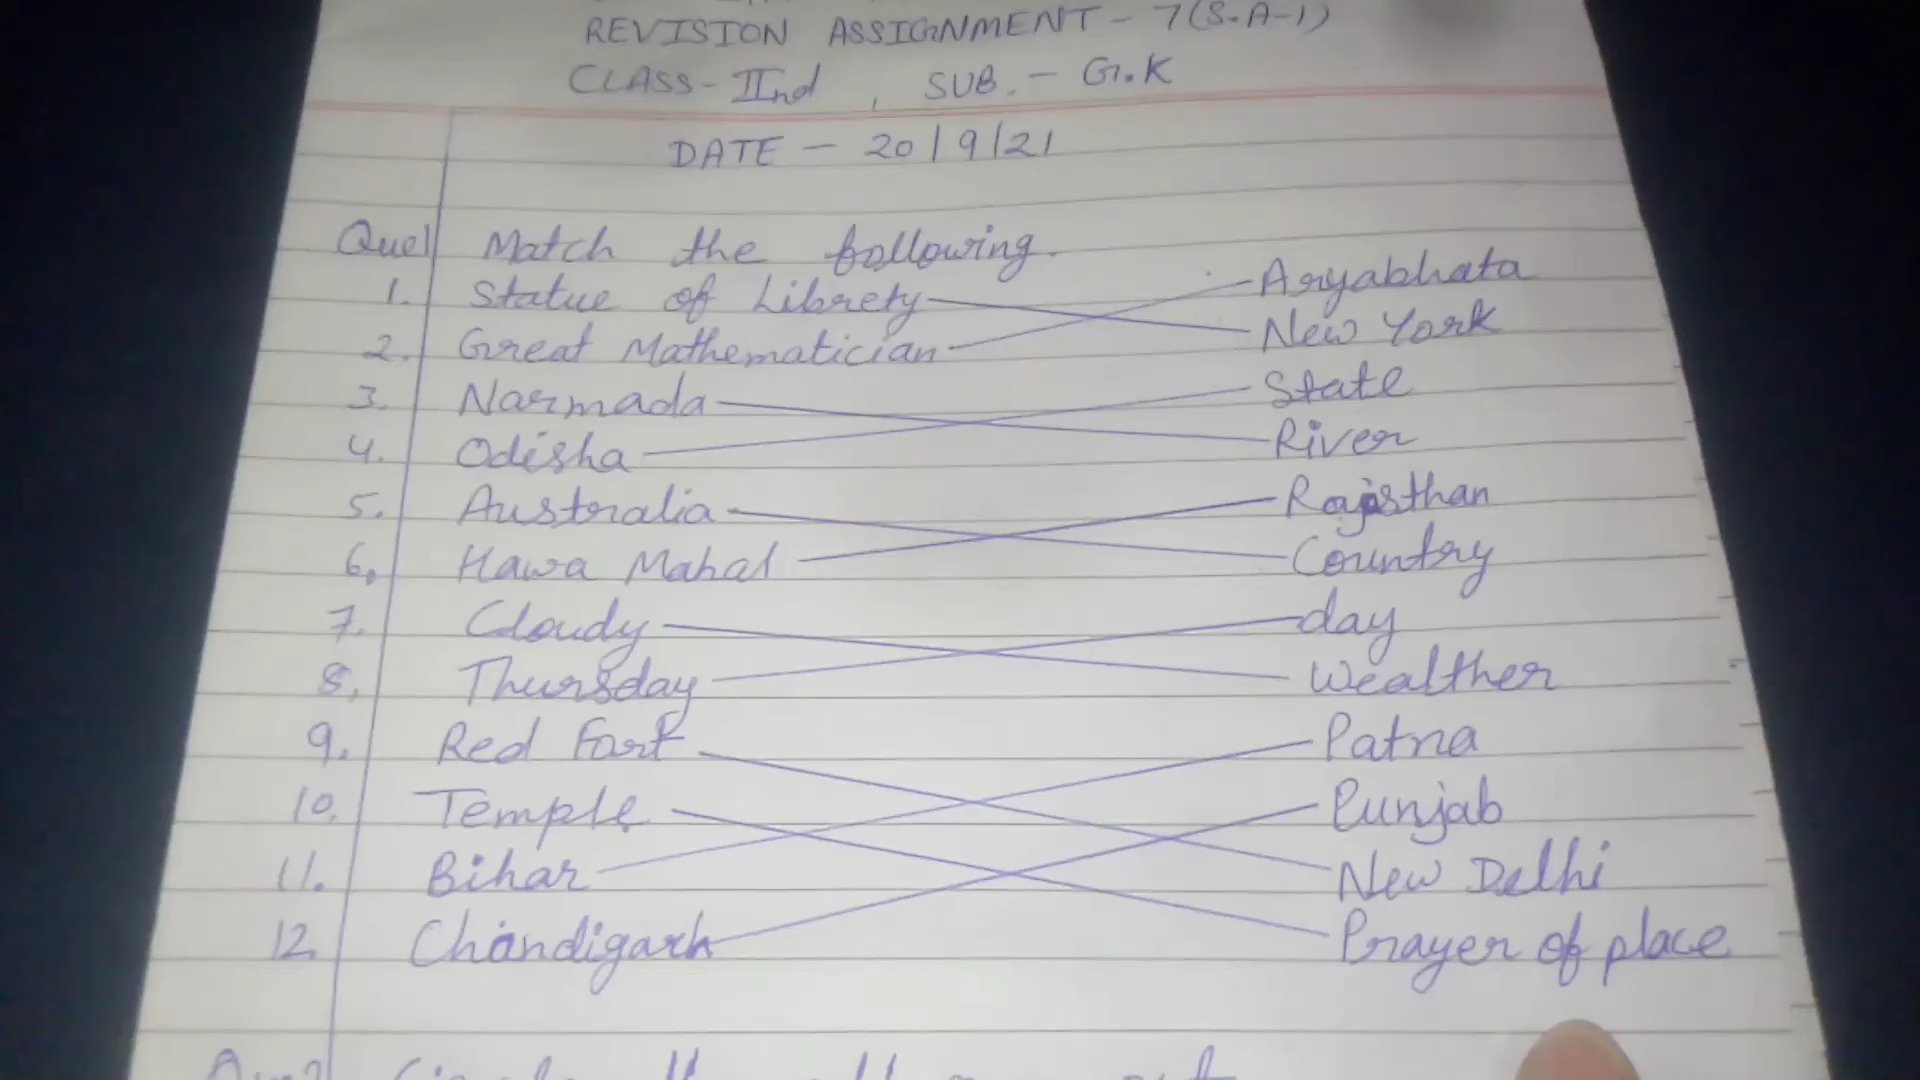 REVISION ASSIGNMENT - 7(S.A-1)
CLASS- IInd , SUB. - G.K
DATE - 20/9/21
Que1 Match the following.
1. Statue of Librety Aryabhata
2. Great Mathematician New York
3. Narmada State
4. Odisha River
5. Australia Rajasthan
6. Hawa Mahal Country
7. Cloudy day
8. Thursday Wealther
9. Red Fort Patna
10. Temple Punjab
11. Bihar New Delhi
12. Chandigarh Prayer of place